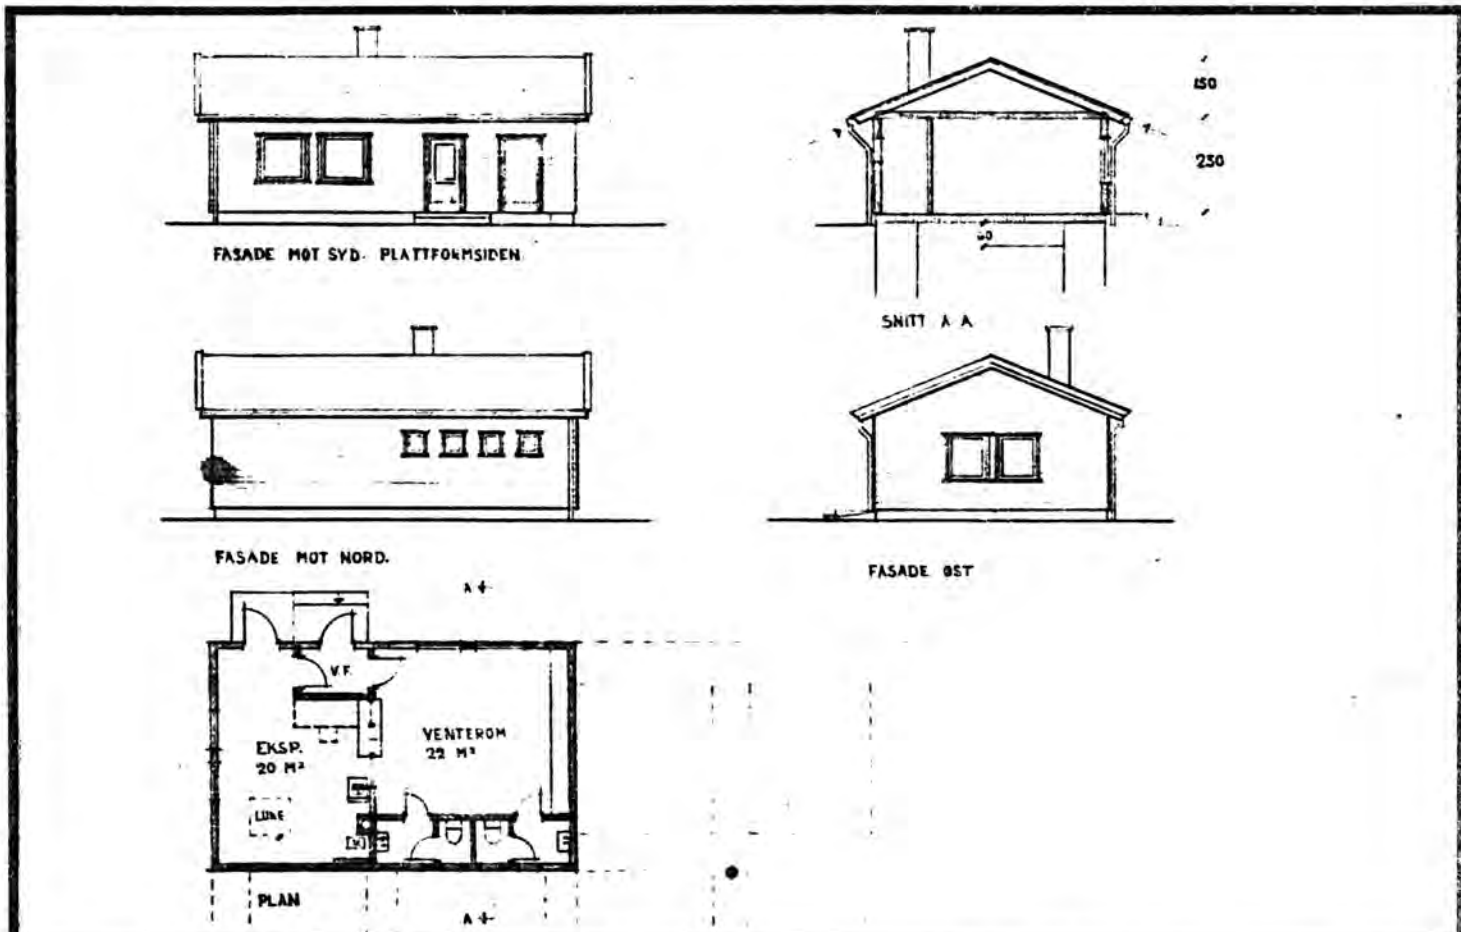 150
230
60
FASADE MOT SYD. PLATTFORMSIDEN
SNITT A A
FASADE MOT NORD.
FASADE ØST
A
V.F.
EKSP.
20 M²
VENTEROM
22 M²
LUKE
PLAN
A